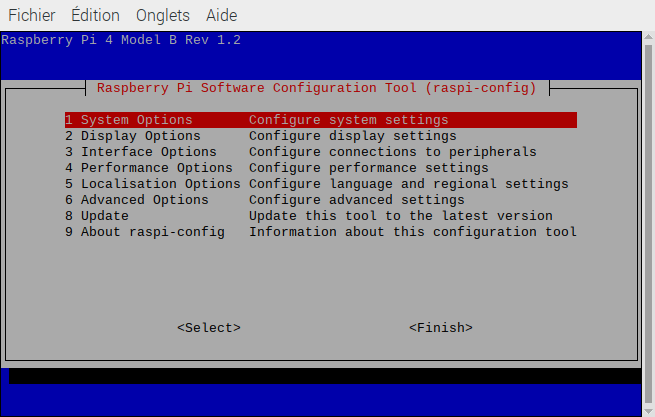 Fichier Édition Onglets Aide
Raspberry Pi 4 Model B Rev 1.2
Raspberry Pi Software Configuration Tool (raspi-config)
1 System Options Configure system settings
2 Display Options Configure display settings
3 Interface Options Configure connections to peripherals
4 Performance Options Configure performance settings
5 Localisation Options Configure language and regional settings
6 Advanced Options Configure advanced settings
8 Update Update this tool to the latest version
9 About raspi-config Information about this configuration tool
<Select> <Finish>